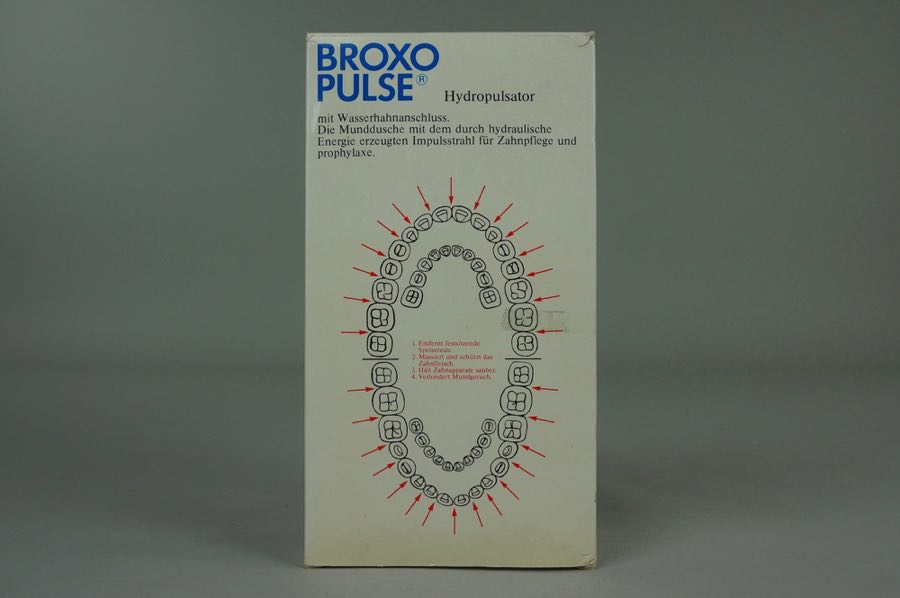 BROXO
PULSE®
Hydropulsator
mit Wasserhahnanschluss.
Die Munddusche mit dem durch hydraulische
Energie erzeugten Impulsstrahl für Zahnpflege und
prophylaxe.
1. Entfernt festsitzende
Speisereste.
2. Massiert und schützt das
Zahnfleisch.
3. Hält Zahnapparate sauber.
4. Verhindert Mundgeruch.